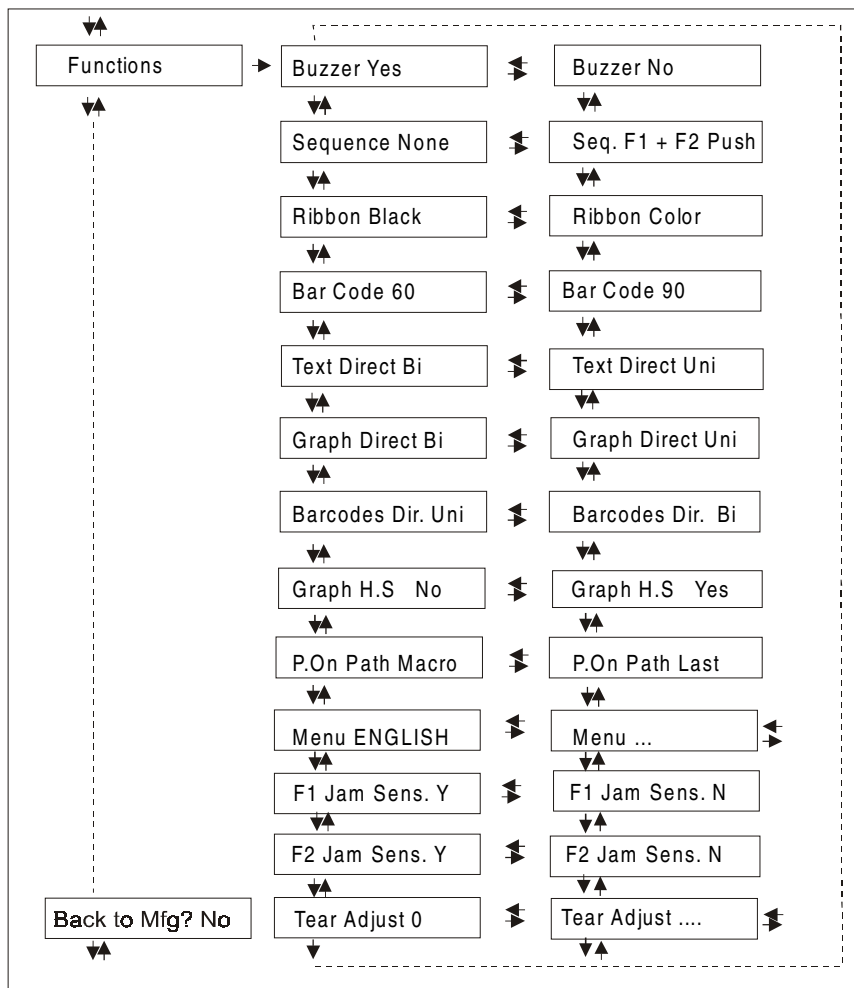 Functions
Buzzer Yes
Buzzer No
Sequence None
Seq. F1 + F2 Push
Ribbon Black
Ribbon Color
Bar Code 60
Bar Code 90
Text Direct Bi
Text Direct Uni
Graph Direct Bi
Graph Direct Uni
Barcodes Dir. Uni
Barcodes Dir. Bi
Graph H.S No
Graph H.S Yes
P.On Path Macro
P.On Path Last
Menu ENGLISH
Menu ...
F1 Jam Sens. Y
F1 Jam Sens. N
F2 Jam Sens. Y
F2 Jam Sens. N
Back to Mfg? No
Tear Adjust 0
Tear Adjust ....